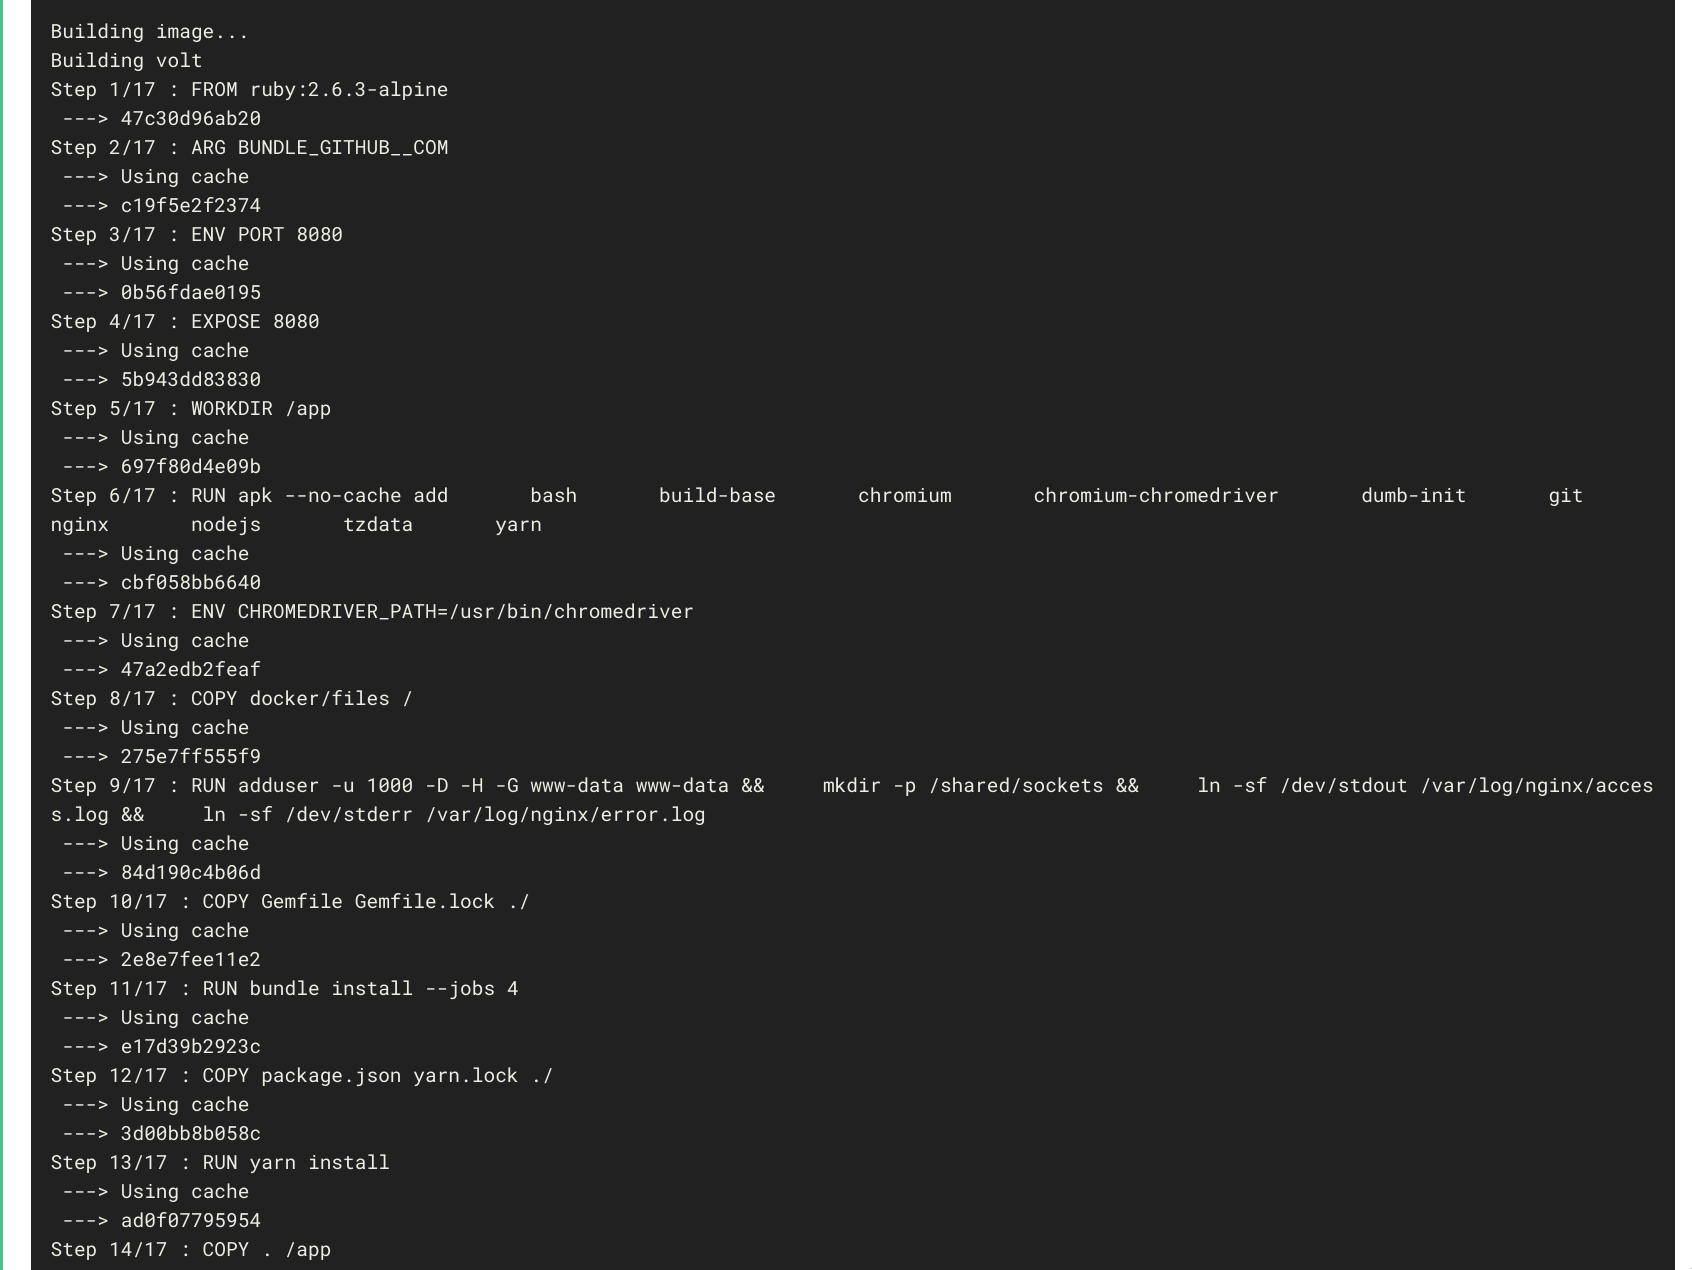 Building image...
Building volt
Step 1/17 : FROM ruby:2.6.3-alpine
 ---> 47c30d96ab20
Step 2/17 : ARG BUNDLE_GITHUB__COM
 ---> Using cache
 ---> c19f5e2f2374
Step 3/17 : ENV PORT 8080
 ---> Using cache
 ---> 0b56fdae0195
Step 4/17 : EXPOSE 8080
 ---> Using cache
 ---> 5b943dd83830
Step 5/17 : WORKDIR /app
 ---> Using cache
 ---> 697f80d4e09b
Step 6/17 : RUN apk --no-cache add       bash       build-base       chromium       chromium-chromedriver       dumb-init       git
nginx       nodejs       tzdata       yarn
 ---> Using cache
 ---> cbf058bb6640
Step 7/17 : ENV CHROMEDRIVER_PATH=/usr/bin/chromedriver
 ---> Using cache
 ---> 47a2edb2feaf
Step 8/17 : COPY docker/files /
 ---> Using cache
 ---> 275e7ff555f9
Step 9/17 : RUN adduser -u 1000 -D -H -G www-data www-data &&     mkdir -p /shared/sockets &&     ln -sf /dev/stdout /var/log/nginx/acces
s.log &&     ln -sf /dev/stderr /var/log/nginx/error.log
 ---> Using cache
 ---> 84d190c4b06d
Step 10/17 : COPY Gemfile Gemfile.lock ./
 ---> Using cache
 ---> 2e8e7fee11e2
Step 11/17 : RUN bundle install --jobs 4
 ---> Using cache
 ---> e17d39b2923c
Step 12/17 : COPY package.json yarn.lock ./
 ---> Using cache
 ---> 3d00bb8b058c
Step 13/17 : RUN yarn install
 ---> Using cache
 ---> ad0f07795954
Step 14/17 : COPY . /app